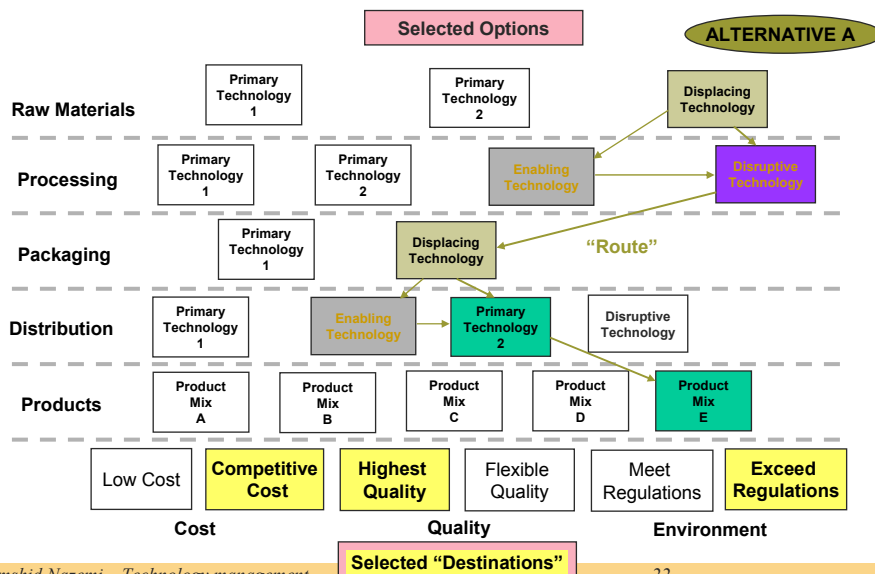 Selected Options
ALTERNATIVE A
Raw Materials
Primary
Technology
1
Primary
Technology
2
Displacing
Technology
Processing
Primary
Technology
1
Primary
Technology
2
Enabling
Technology
Disruptive
Technology
Packaging
Primary
Technology
1
Displacing
Technology
“Route”
Distribution
Primary
Technology
1
Enabling
Technology
Primary
Technology
2
Disruptive
Technology
Products
Product
Mix
A
Product
Mix
B
Product
Mix
C
Product
Mix
D
Product
Mix
E
Low Cost
Competitive
Cost
Highest
Quality
Flexible
Quality
Meet
Regulations
Exceed
Regulations
Cost
Quality
Environment
Selected “Destinations”
Nazemi
Technology management
22